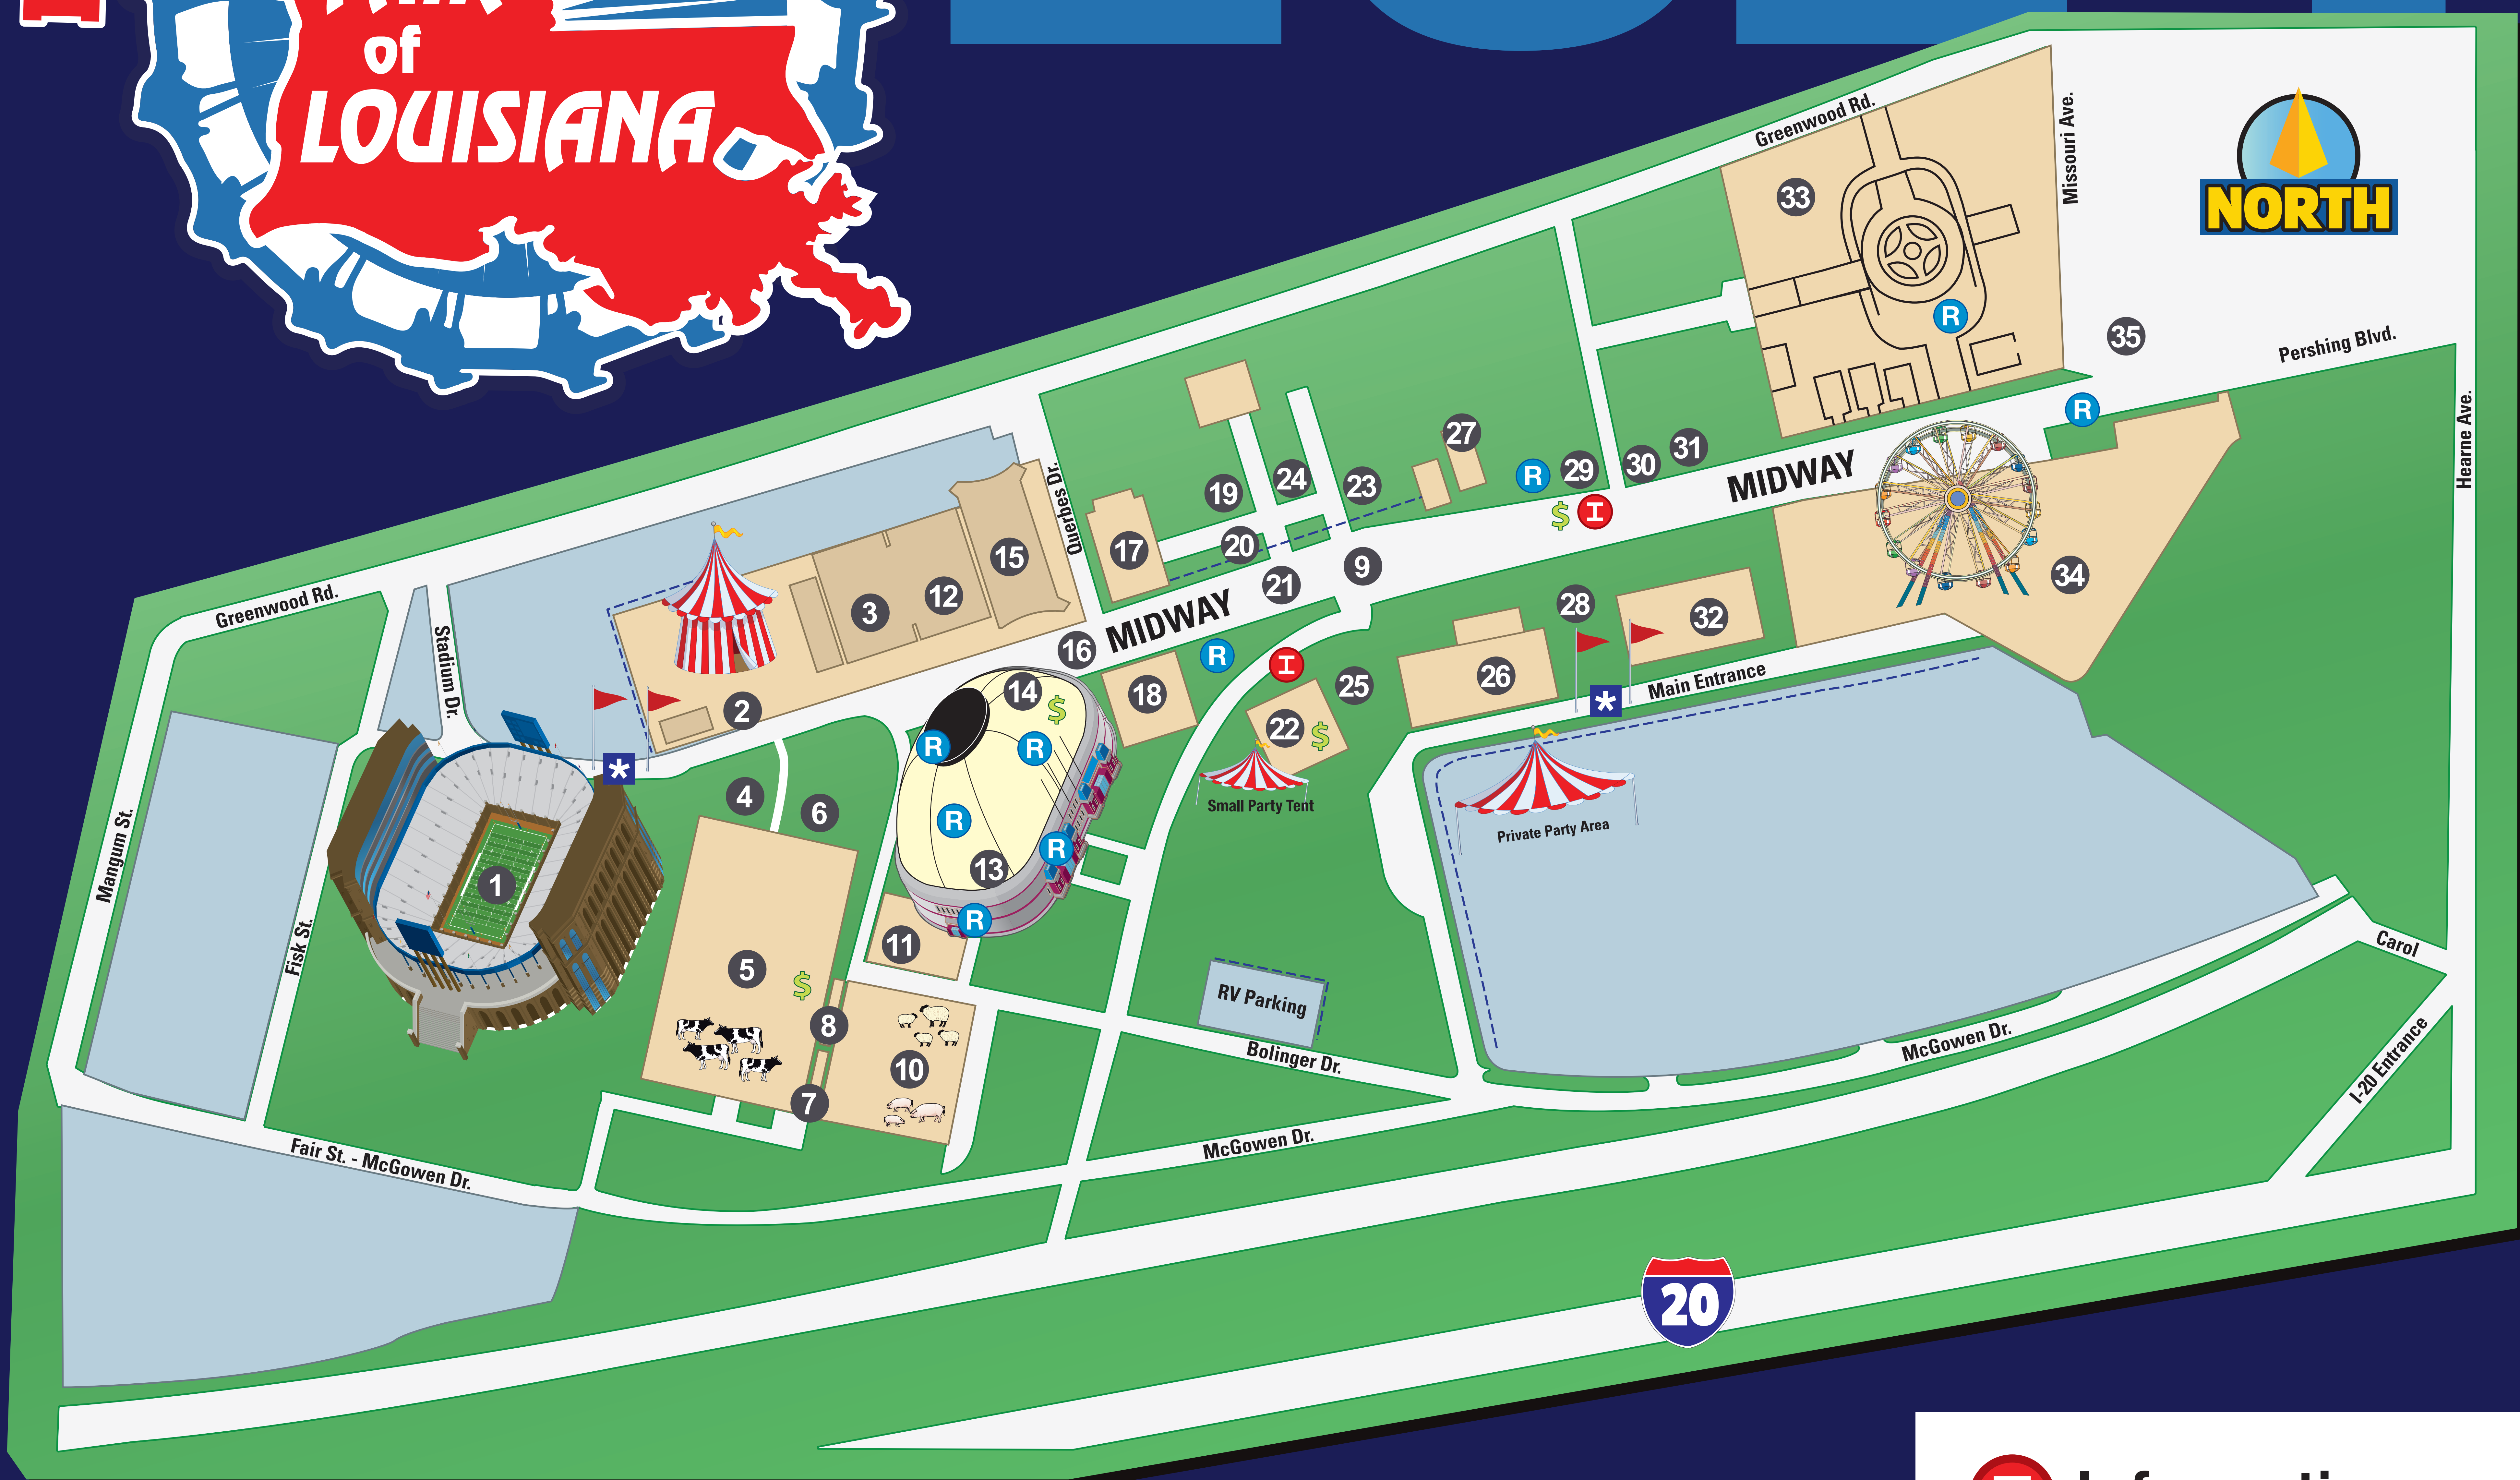 of
LOUISIANA
NORTH
Greenwood Rd.
Missouri Ave.
33
R
35
Pershing Blvd.
R
Hearne Ave.
27
31
30
29
R
$
I
MIDWAY
24
23
19
20
17
Querbes Dr.
15
9
21
34
12
3
Greenwood Rd.
Stadium Dr.
MIDWAY
16
R
I
28
32
26
25
Main Entrance
*
14
$
18
2
22
$
R
R
*
4
6
Small Party Tent
Private Party Area
R
R
13
Mangum St.
1
Fisk St.
R
11
5
$
Carol
RV Parking
8
10
Bolinger Dr.
McGowen Dr.
I-20 Entrance
7
McGowen Dr.
Fair St. - McGowen Dr.
20